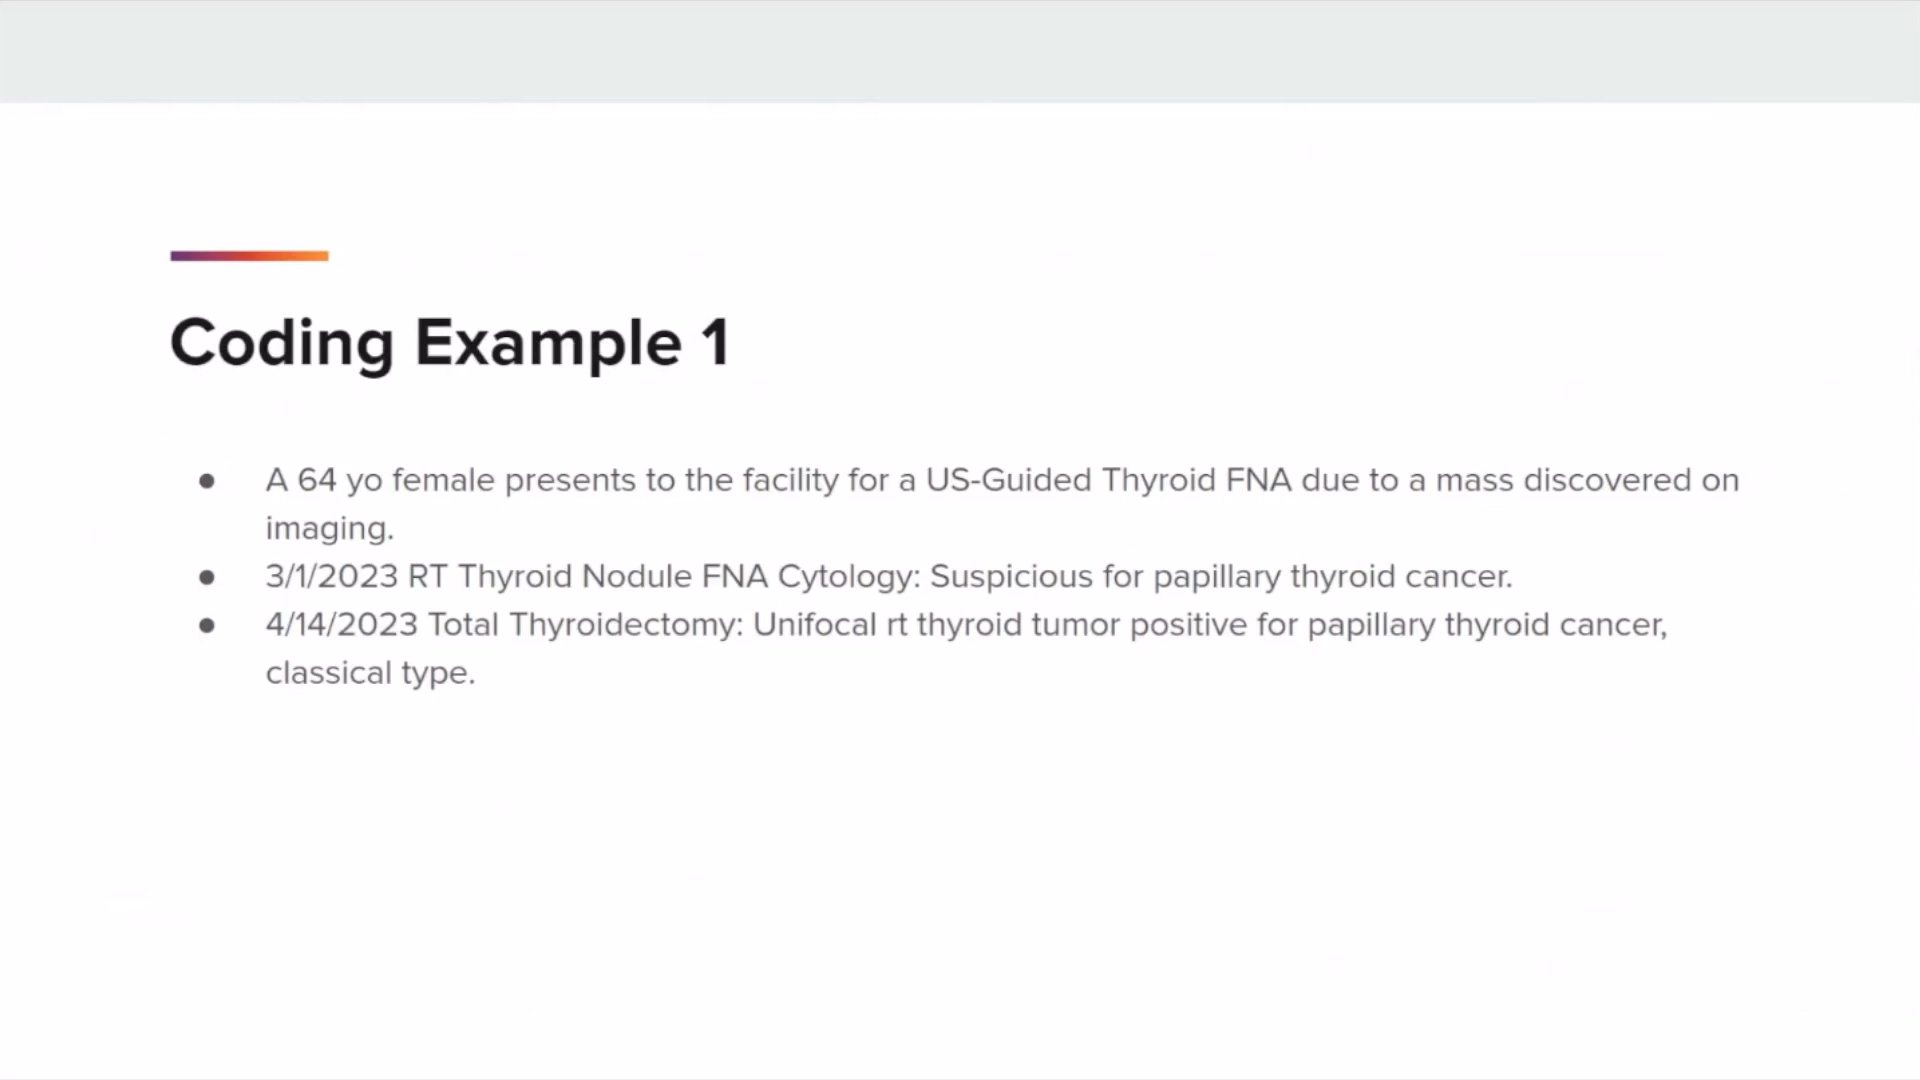 Coding Example 1
● A 64 yo female presents to the facility for a US-Guided Thyroid FNA due to a mass discovered on
imaging.
● 3/1/2023 RT Thyroid Nodule FNA Cytology: Suspicious for papillary thyroid cancer.
● 4/14/2023 Total Thyroidectomy: Unifocal rt thyroid tumor positive for papillary thyroid cancer,
classical type.